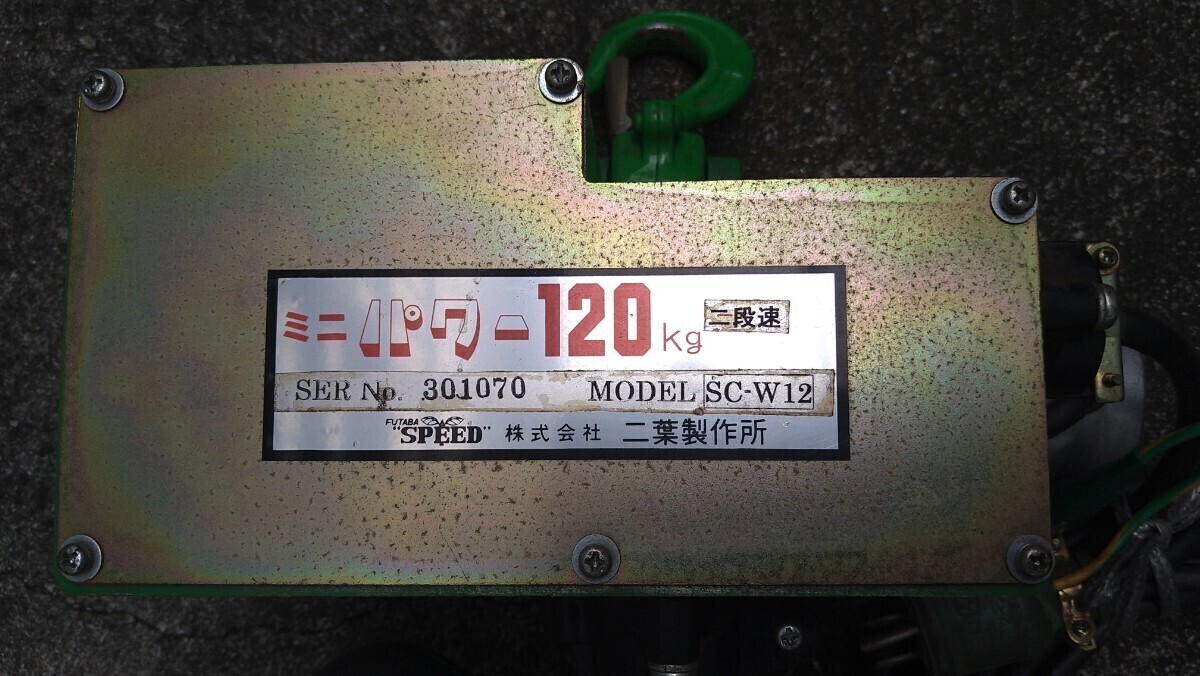 ミニパワー120kg 二段速
SER No. 301070 MODEL SC-W12
FUTABA "SPEED" 株式会社 二葉製作所